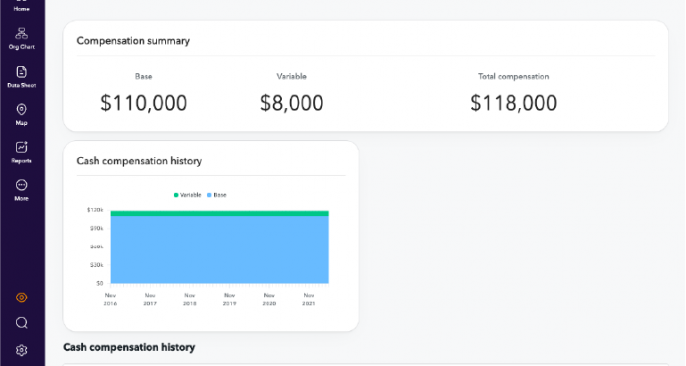 Home
Org Chart
Data Sheet
Map
Reports
More
Compensation summary
Base Variable Total compensation
$110,000 $8,000 $118,000
Cash compensation history
Variable Base
$120k
$90k
$60k
$30k
$0
Nov Nov Nov Nov Nov Nov
2016 2017 2018 2019 2020 2021
Cash compensation history